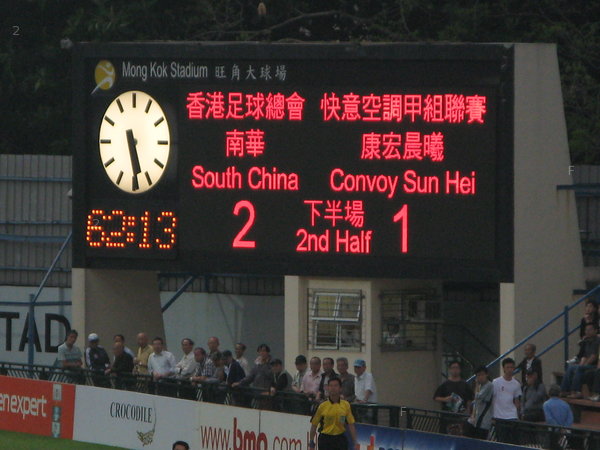 2
Mong Kok Stadium 旺角大球場
香港足球總會 快意空調甲組聯賽
南華 康宏晨曦
South China Convoy Sun Hei
2 下半場 1
2nd Half
62:13
F
STAD
enexpert
CROCODILE
www.bma.com
C